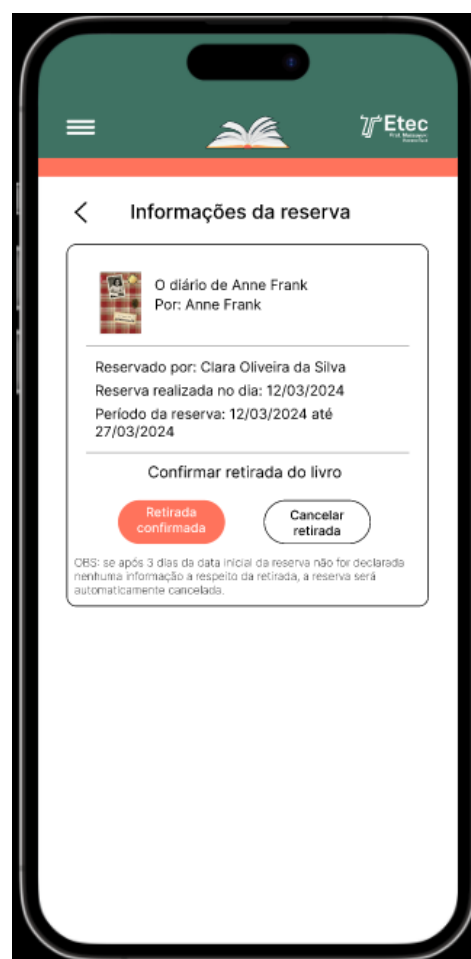 Etec
Informações da reserva
O diário de Anne Frank
Por: Anne Frank
Reservado por: Clara Oliveira da Silva
Reserva realizada no dia: 12/03/2024
Período da reserva: 12/03/2024 até
27/03/2024
Confirmar retirada do livro
Retirada
confirmada
Cancelar
retirada
OBS: se após 3 dias da data inicial da reserva não for declarada
nenhuma informação a respeito da retirada, a reserva será
automaticamente cancelada.